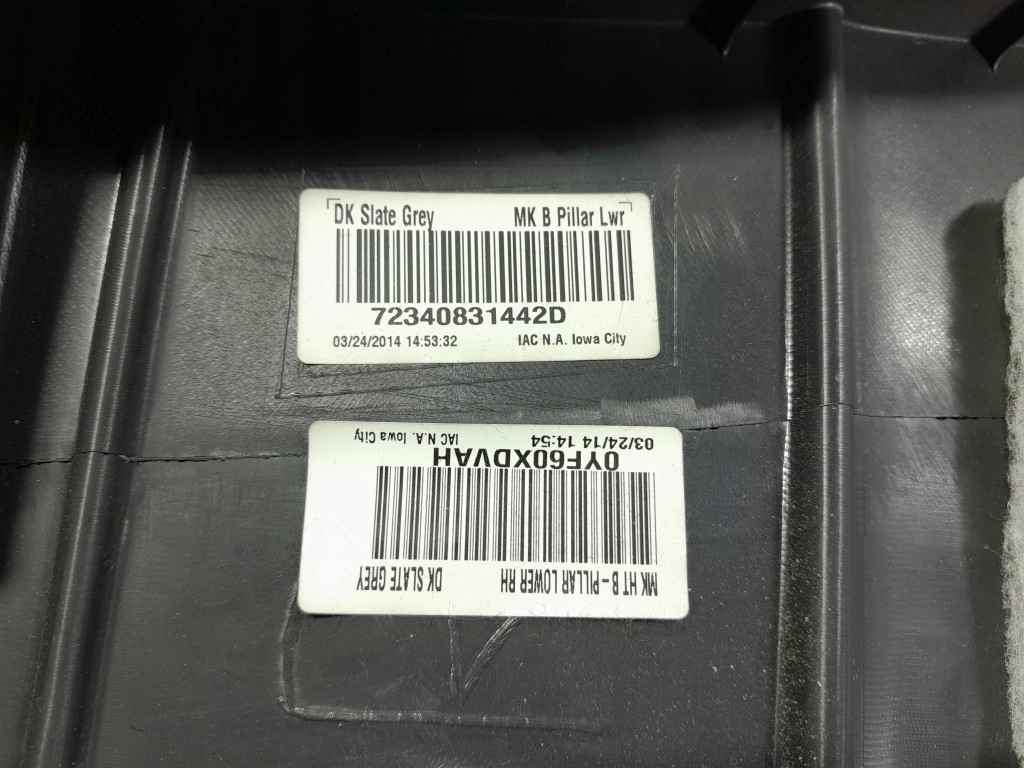 DK Slate Grey MK B Pillar Lwr
72340831442D
03/24/2014 14:53:32 IAC N.A. Iowa City
MK HT B - PILLAR LOWER RH DK SLATE GREY
0YF60XDVAH
03/24/14 14:54 IAC N.A. Iowa City